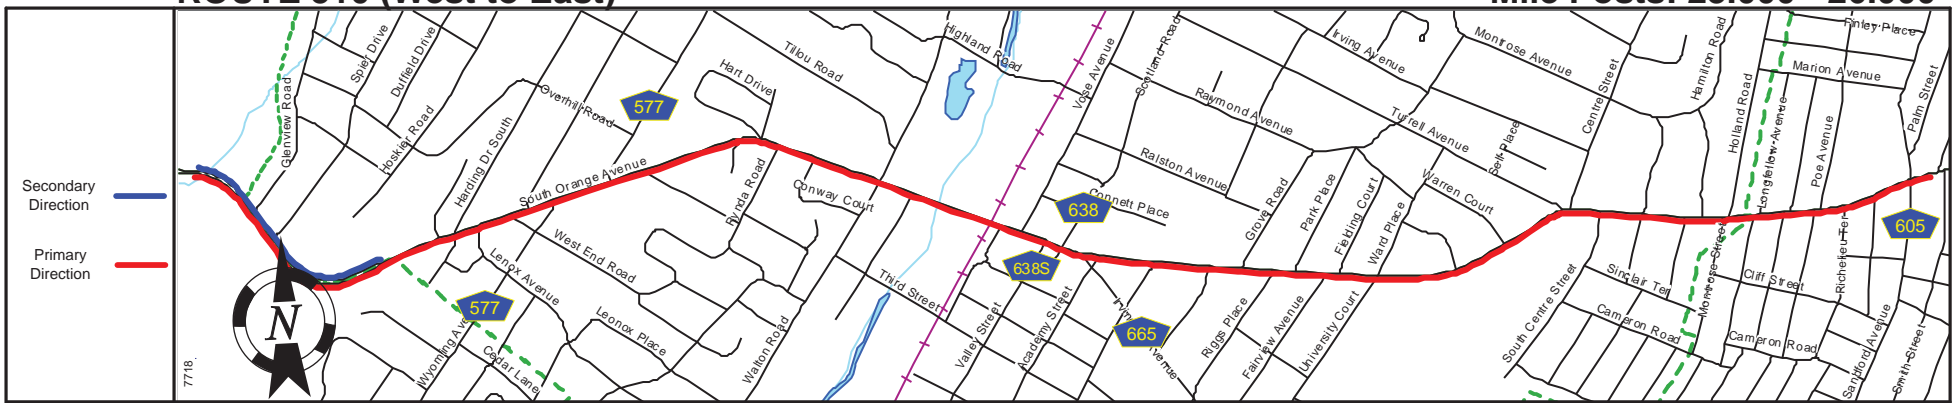 Secondary
Direction
Primary
Direction
7718
Glenview Road
Spier Drive
Duffield Drive
Hoskier Road
Overhill Road
Harding Dr South
577
South Orange Avenue
Hart Drive
Tillou Road
Highland Road
Rynda Road
Conway Court
West End Road
Lenox Avenue
577
Leonox Place
Cedar Lane
Walton Road
Third Street
Vose Avenue
Scotland Road
Raymond Avenue
Ralston Avenue
638
Connett Place
638S
665
Valley Street
Academy Street
Riggs Place
Fairview Avenue
University Court
Grove Road
Park Place
Fielding Court
Ward Place
Warren Court
Irving Avenue
Turrell Avenue
Montrose Avenue
Self Place
Centre Street
South Centre Street
Sinclair Ter
Cameron Road
Montrose Street
Cliff Street
Cameron Road
Hamilton Road
Holland Road
Longfellow Avenue
Poe Avenue
Finley Place
Marion Avenue
Palm Street
Richelieu Ter
605
Sandford Avenue
Smith Street
N